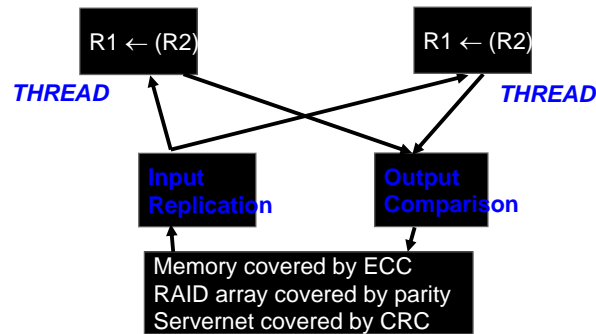 R1 ← (R2)
R1 ← (R2)
THREAD
THREAD
Input
Replication
Output
Comparison
Memory covered by ECC
RAID array covered by parity
Servernet covered by CRC